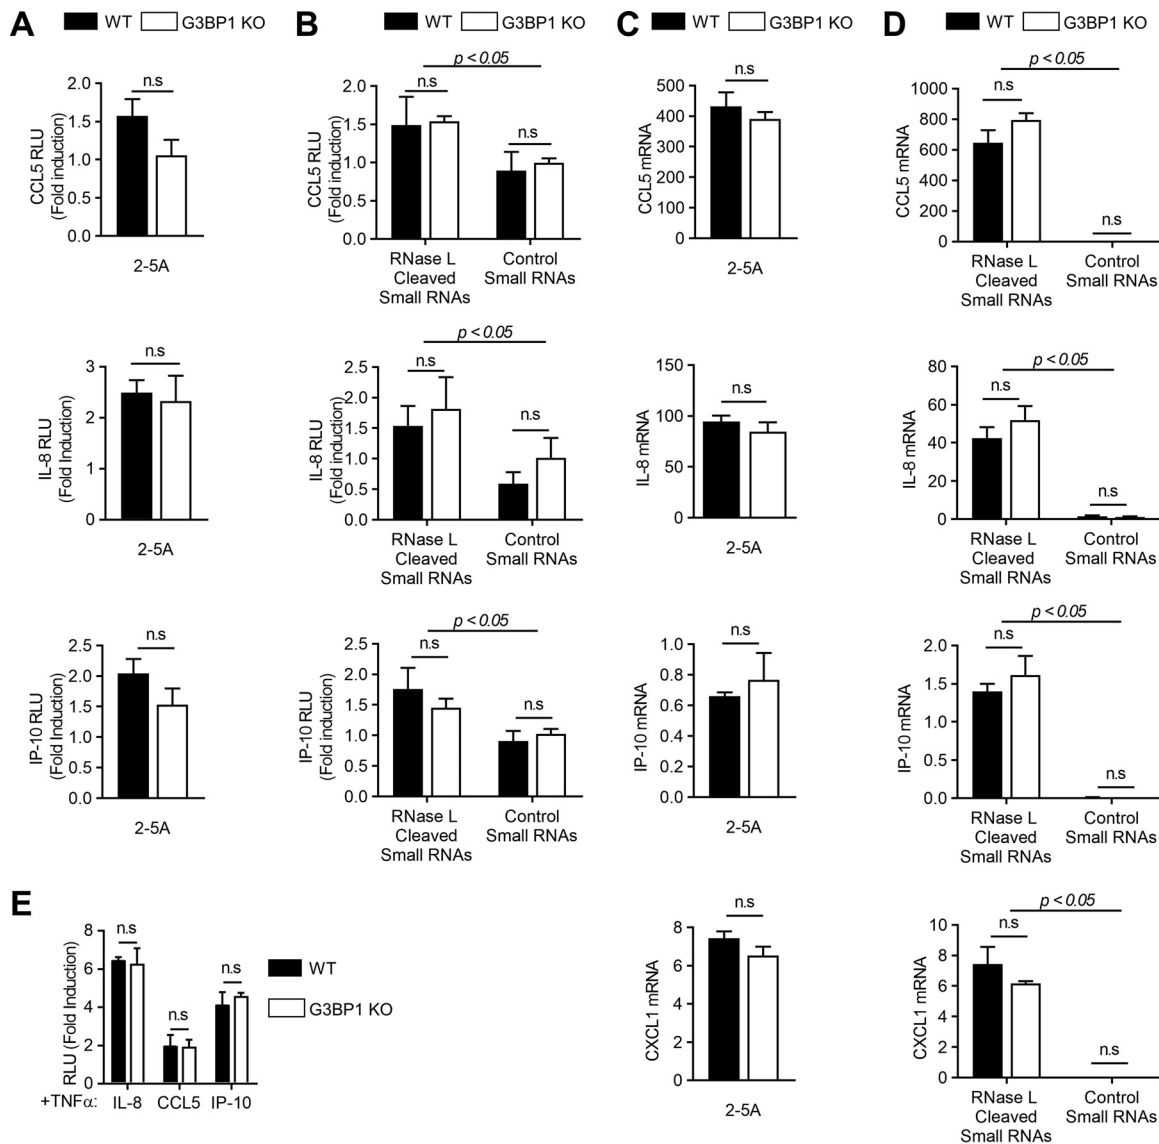 A
WT
G3BP1 KO
CCL5 RLU
(Fold induction)
2.0
1.5
1.0
0.5
0.0
n.s
2-5A
IL-8 RLU
(Fold Induction)
3
2
1
0
n.s
2-5A
IP-10 RLU
(Fold Induction)
2.5
2.0
1.5
1.0
0.5
0.0
n.s
2-5A
B
WT
G3BP1 KO
CCL5 RLU
(Fold induction)
2.0
1.5
1.0
0.5
0.0
p < 0.05
n.s
n.s
RNase L
Cleaved
Small RNAs
Control
Small RNAs
IL-8 RLU
(Fold induction)
2.5
2.0
1.5
1.0
0.5
0.0
p < 0.05
n.s
n.s
RNase L
Cleaved
Small RNAs
Control
Small RNAs
IP-10 RLU
(Fold induction)
2.5
2.0
1.5
1.0
0.5
0.0
p < 0.05
n.s
n.s
RNase L
Cleaved
Small RNAs
Control
Small RNAs
C
WT
G3BP1 KO
CCL5 mRNA
500
400
300
200
100
0
n.s
2-5A
IL-8 mRNA
150
100
50
0
n.s
2-5A
IP-10 mRNA
1.0
0.8
0.6
0.4
0.2
0.0
n.s
2-5A
CXCL1 mRNA
8
6
4
2
0
n.s
2-5A
D
WT
G3BP1 KO
CCL5 mRNA
1000
800
600
400
200
0
p < 0.05
n.s
n.s
RNase L
Cleaved
Small RNAs
Control
Small RNAs
IL-8 mRNA
80
60
40
20
0
p < 0.05
n.s
n.s
RNase L
Cleaved
Small RNAs
Control
Small RNAs
IP-10 mRNA
2.0
1.5
1.0
0.5
0.0
p < 0.05
n.s
n.s
RNase L
Cleaved
Small RNAs
Control
Small RNAs
CXCL1 mRNA
10
8
6
4
2
0
p < 0.05
n.s
n.s
RNase L
Cleaved
Small RNAs
Control
Small RNAs
E
RLU (Fold Induction)
8
6
4
2
0
n.s
n.s
n.s
WT
G3BP1 KO
+TNFα: IL-8 CCL5 IP-10